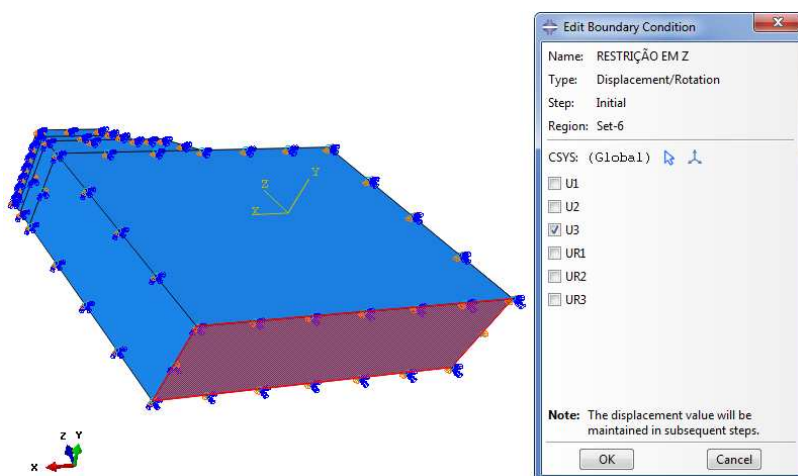 Edit Boundary Condition
Name: RESTRIÇÃO EM Z
Type: Displacement/Rotation
Step: Initial
Region: Set-6
CSYS: (Global)
U1
U2
U3
UR1
UR2
UR3
Note: The displacement value will be
maintained in subsequent steps.
OK Cancel
Y
Z
X
Z Y
X